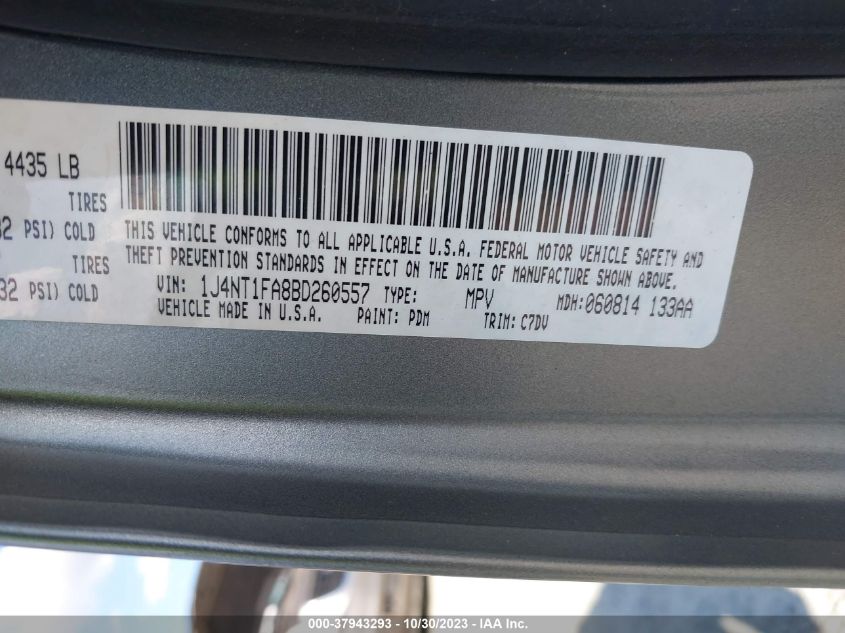 4435 LB
TIRES
PSI) COLD
TIRES
32 PSI) COLD
THIS VEHICLE CONFORMS TO ALL APPLICABLE U.S.A. FEDERAL MOTOR VEHICLE SAFETY AND
THEFT PREVENTION STANDARDS IN EFFECT ON THE DATE OF MANUFACTURE SHOWN ABOVE.
VIN: 1J4NT1FA8BD260557 TYPE: MPV MDH:060814 133AA
VEHICLE MADE IN U.S.A. PAINT: PDM TRIM: C7DV
000-37943293 - 10/30/2023 - IAA Inc.